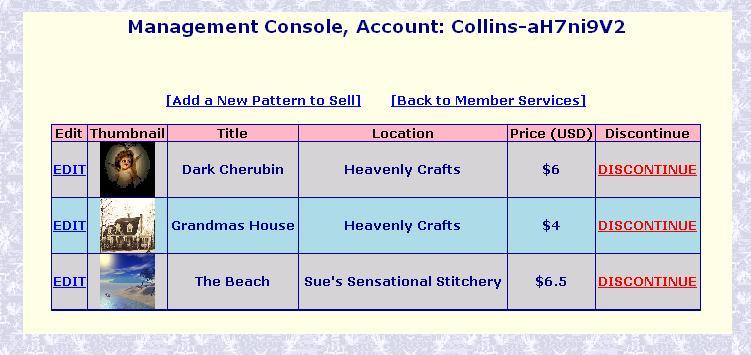 Management Console, Account: Collins-aH7ni9V2
[Add a New Pattern to Sell] [Back to Member Services]
Edit Thumbnail Title Location Price (USD) Discontinue
EDIT Dark Cherubin Heavenly Crafts $6 DISCONTINUE
EDIT Grandmas House Heavenly Crafts $4 DISCONTINUE
EDIT The Beach Sue's Sensational Stitchery $6.5 DISCONTINUE